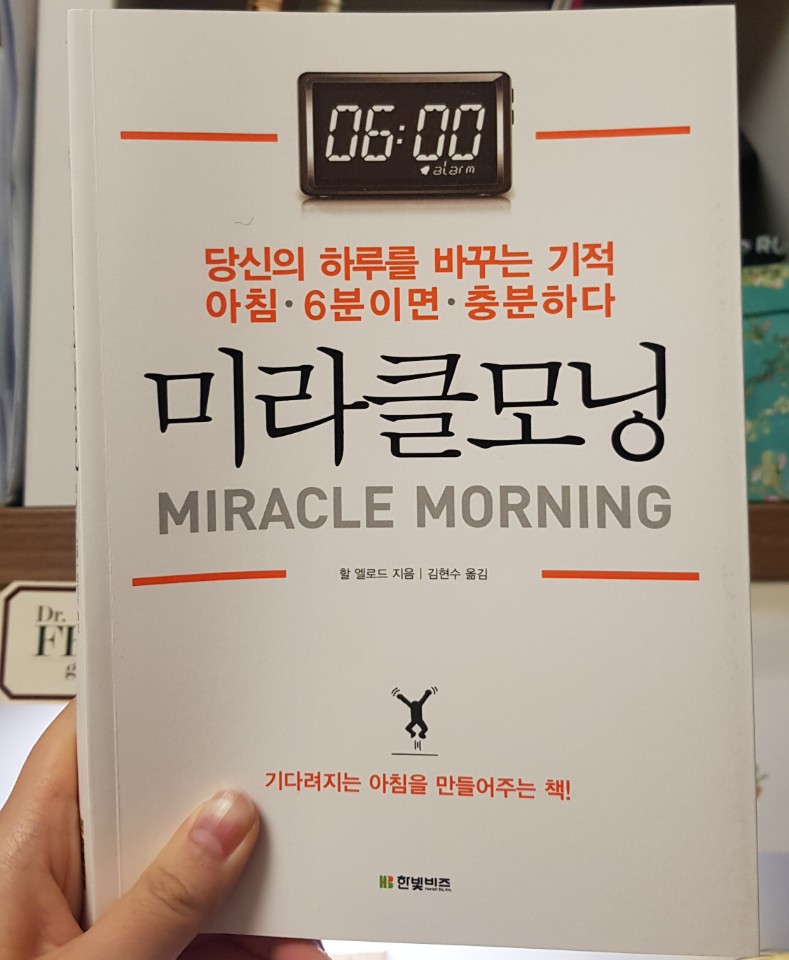 06:00
alarm
당신의 하루를 바꾸는 기적
아침·6분이면·충분하다
미라클모닝
MIRACLE MORNING
할 엘로드 지음 | 김현수 옮김
기다려지는 아침을 만들어주는 책!
HB 한빛비즈
Dr.
RU